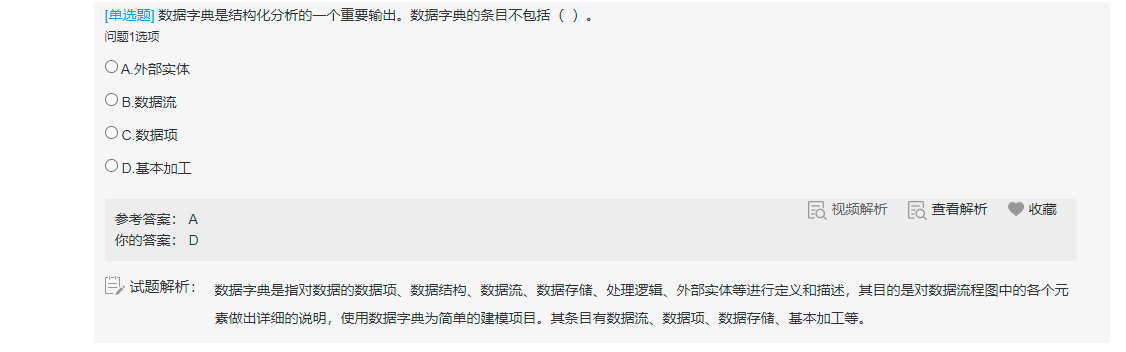 [单选题] 数据字典是结构化分析的一个重要输出。数据字典的条目不包括（ ）。
问题1选项
A.外部实体
B.数据流
C.数据项
D.基本加工
参考答案： A
视频解析 查看解析 收藏
你的答案： D
试题解析： 数据字典是指对数据的数据项、数据结构、数据流、数据存储、处理逻辑、外部实体等进行定义和描述，其目的是对数据流程图中的各个元
素做出详细的说明，使用数据字典为简单的建模项目。其条目有数据流、数据项、数据存储、基本加工等。